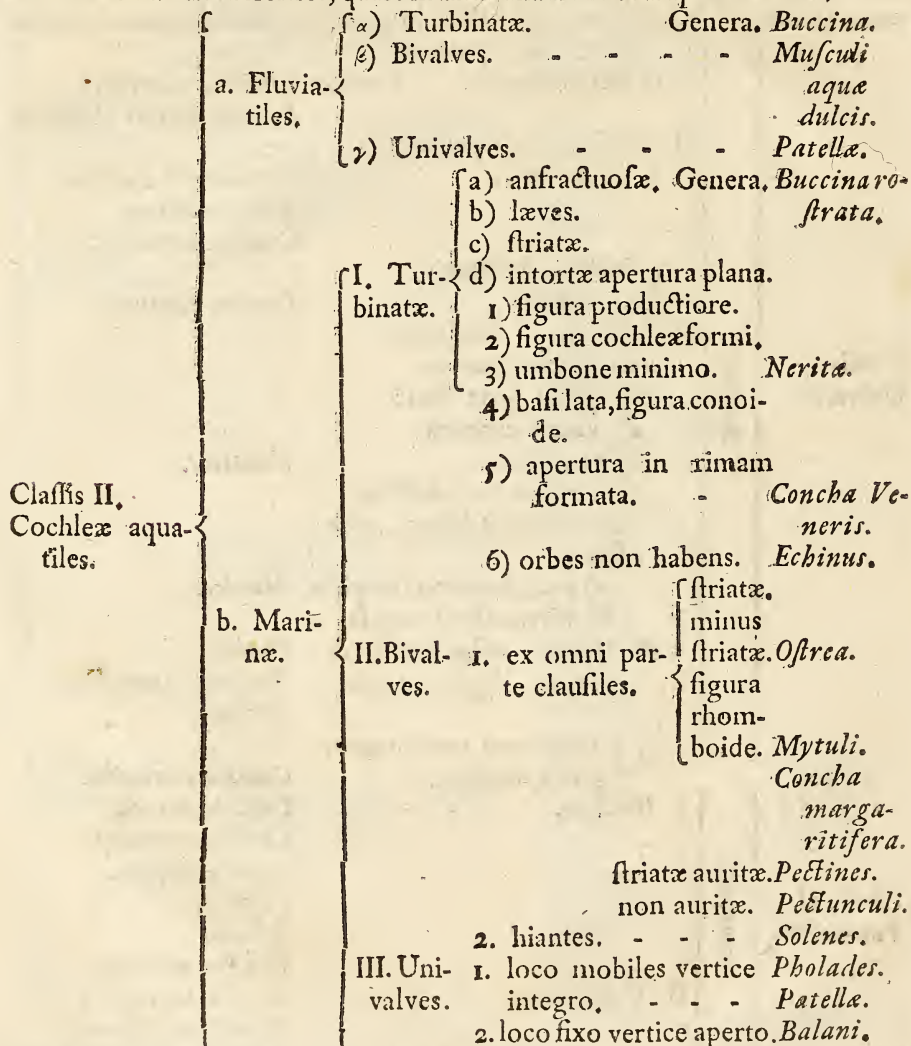 α) Turbinatæ. Genera. Buccina.
ϐ) Bivalves. - - - - Muſculi
a. Fluvia- aquæ
tiles. dulcis.
γ) Univalves. - - - Patellæ.
a) anfractuoſæ. Genera. Buccina ro-
b) læves. ſtrata.
c) ſtriatæ.
I. Tur- d) intortæ apertura plana.
binatæ. 1) figura productiore.
2) figura cochleæformi.
3) umbone minimo. Neritæ.
4) baſi lata, figura conoi-
de.
5) apertura in rimam
Claſſis II. formata. - Concha Ve-
Cochleæ aqua- neris.
tiles.
6) orbes non habens. Echinus.
ſtriatæ.
b. Mari- minus
næ. II. Bival- 1. ex omni par- ſtriatæ. Oſtrea.
ves. te clauſiles. figura
rhom-
boide. Mytuli.
Concha
marga-
ritifera.
ſtriatæ auritæ. Pectines.
non auritæ. Pectunculi.
2. hiantes. - - - Solenes.
III. Uni- 1. loco mobiles vertice Pholades.
valves. integro. - - - Patellæ.
2. loco fixo vertice aperto. Balani.